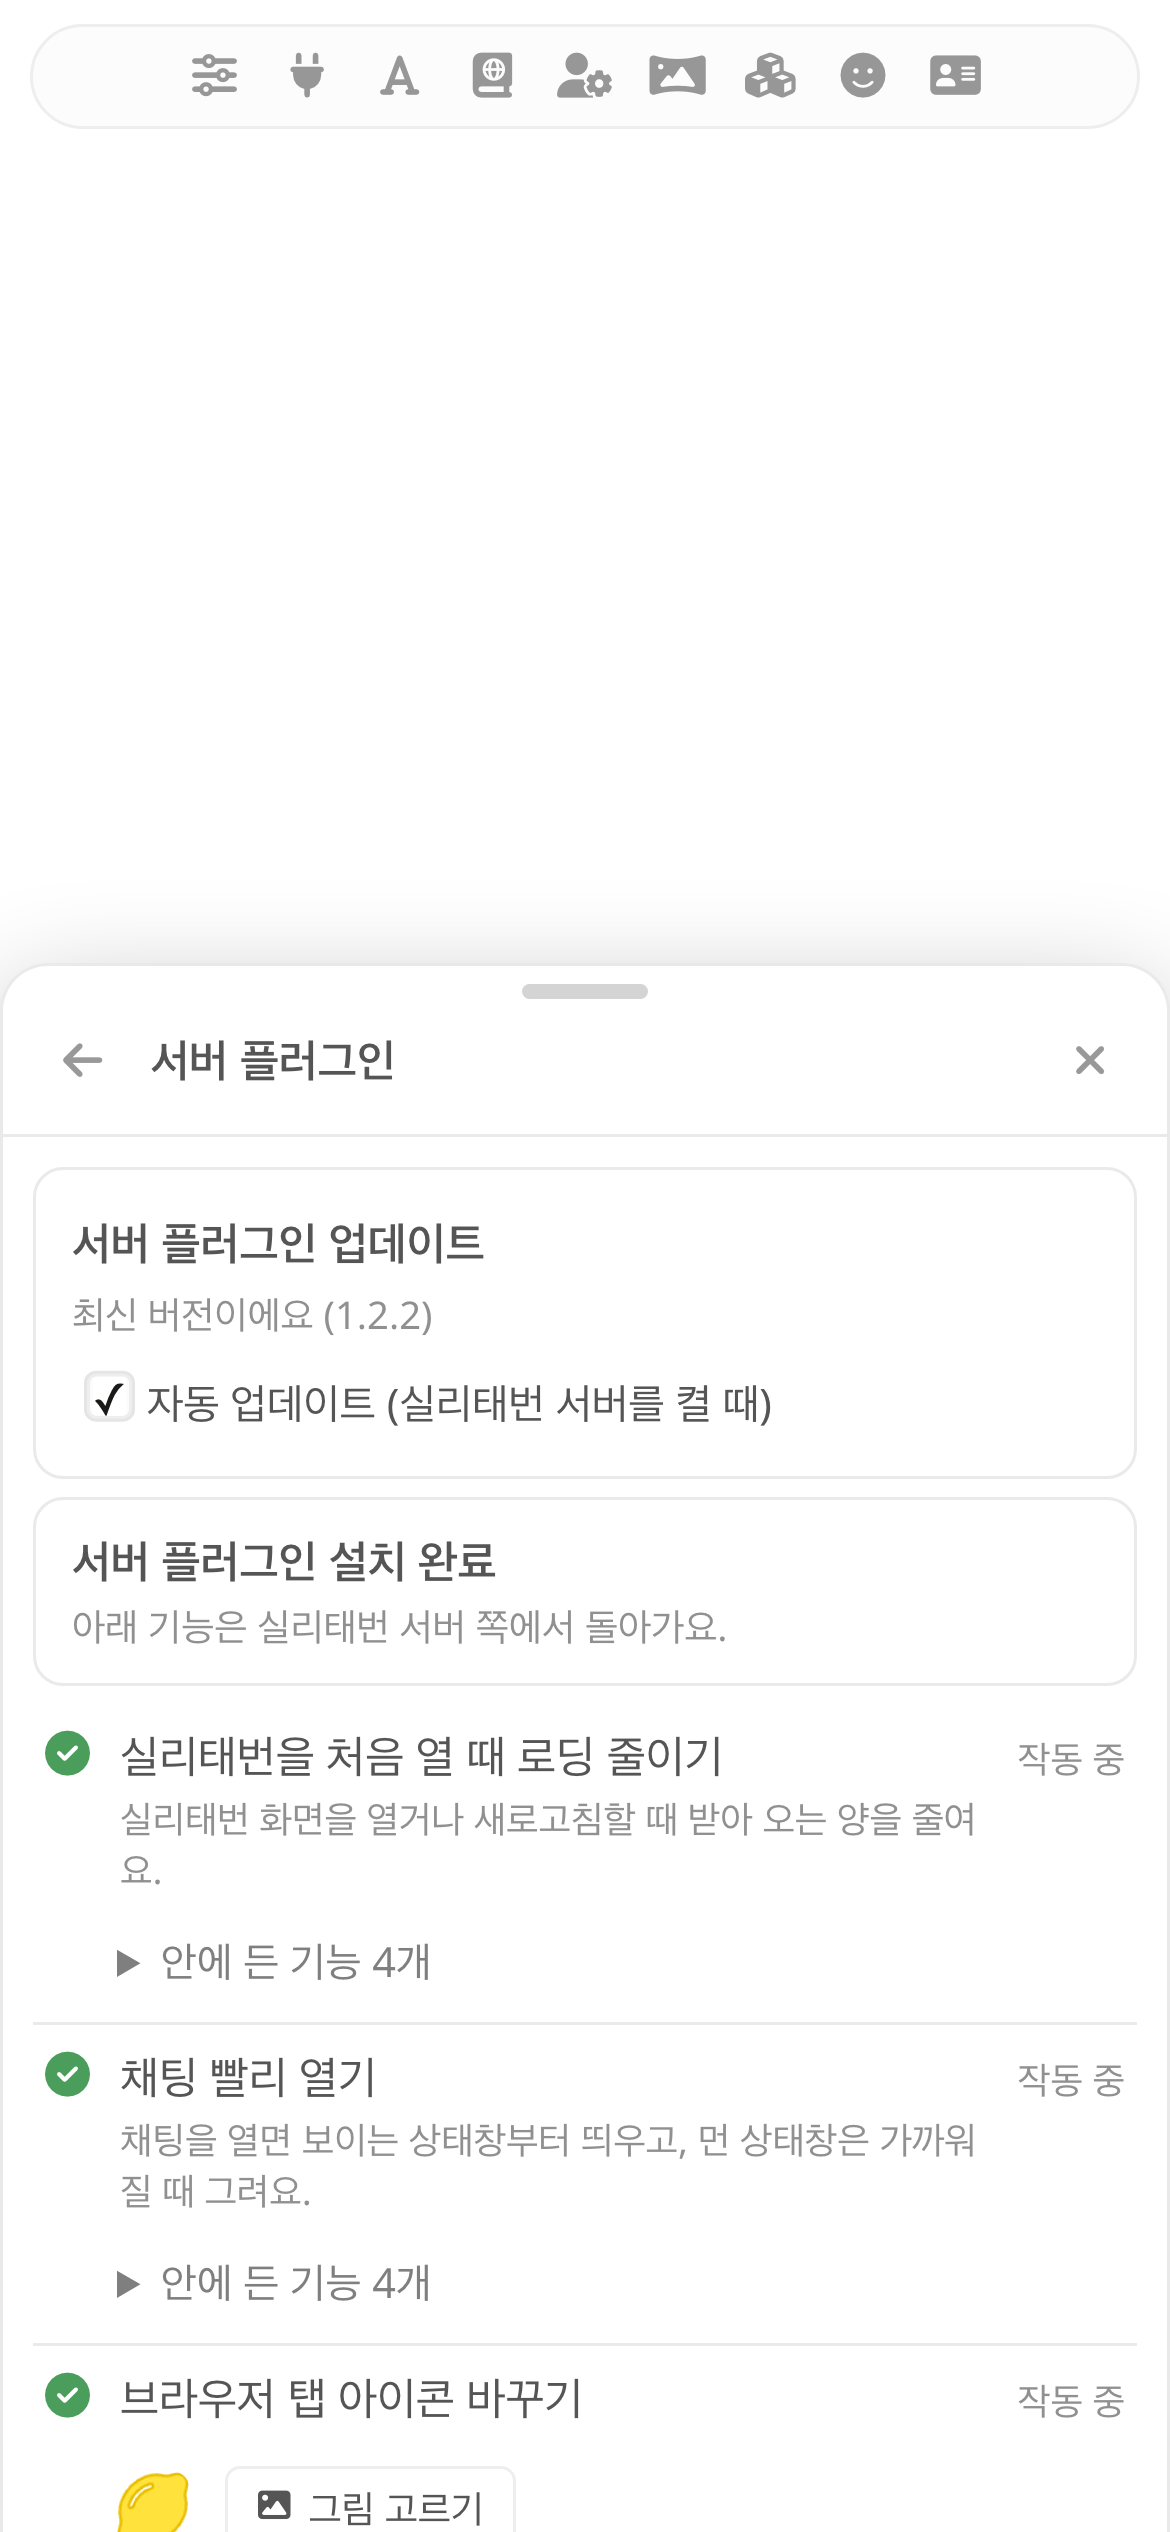 서버 플러그인
서버 플러그인 업데이트
최신 버전이에요 (1.2.2)
자동 업데이트 (실리태번 서버를 켤 때)
서버 플러그인 설치 완료
아래 기능은 실리태번 서버 쪽에서 돌아가요.
실리태번을 처음 열 때 로딩 줄이기
작동 중
실리태번 화면을 열거나 새로고침할 때 받아 오는 양을 줄여
요.
▶ 안에 든 기능 4개
채팅 빨리 열기
작동 중
채팅을 열면 보이는 상태창부터 띄우고, 먼 상태창은 가까워
질 때 그려요.
▶ 안에 든 기능 4개
브라우저 탭 아이콘 바꾸기
작동 중
그림 고르기